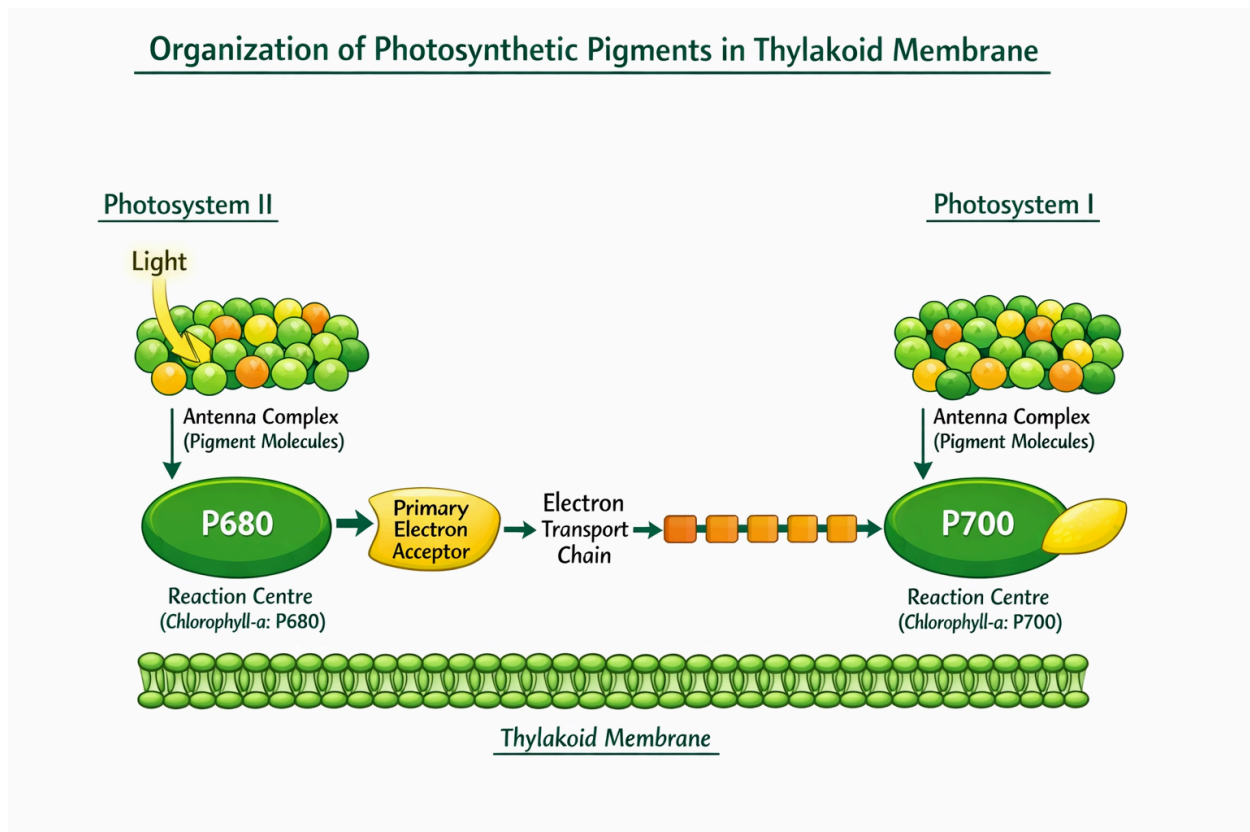 Organization of Photosynthetic Pigments in Thylakoid Membrane
Photosystem II
Photosystem I
Light
Antenna Complex
(Pigment Molecules)
Antenna Complex
(Pigment Molecules)
P680
Primary
Electron
Acceptor
Electron
Transport
Chain
P700
Reaction Centre
(Chlorophyll-a: P680)
Reaction Centre
(Chlorophyll-a: P700)
Thylakoid Membrane